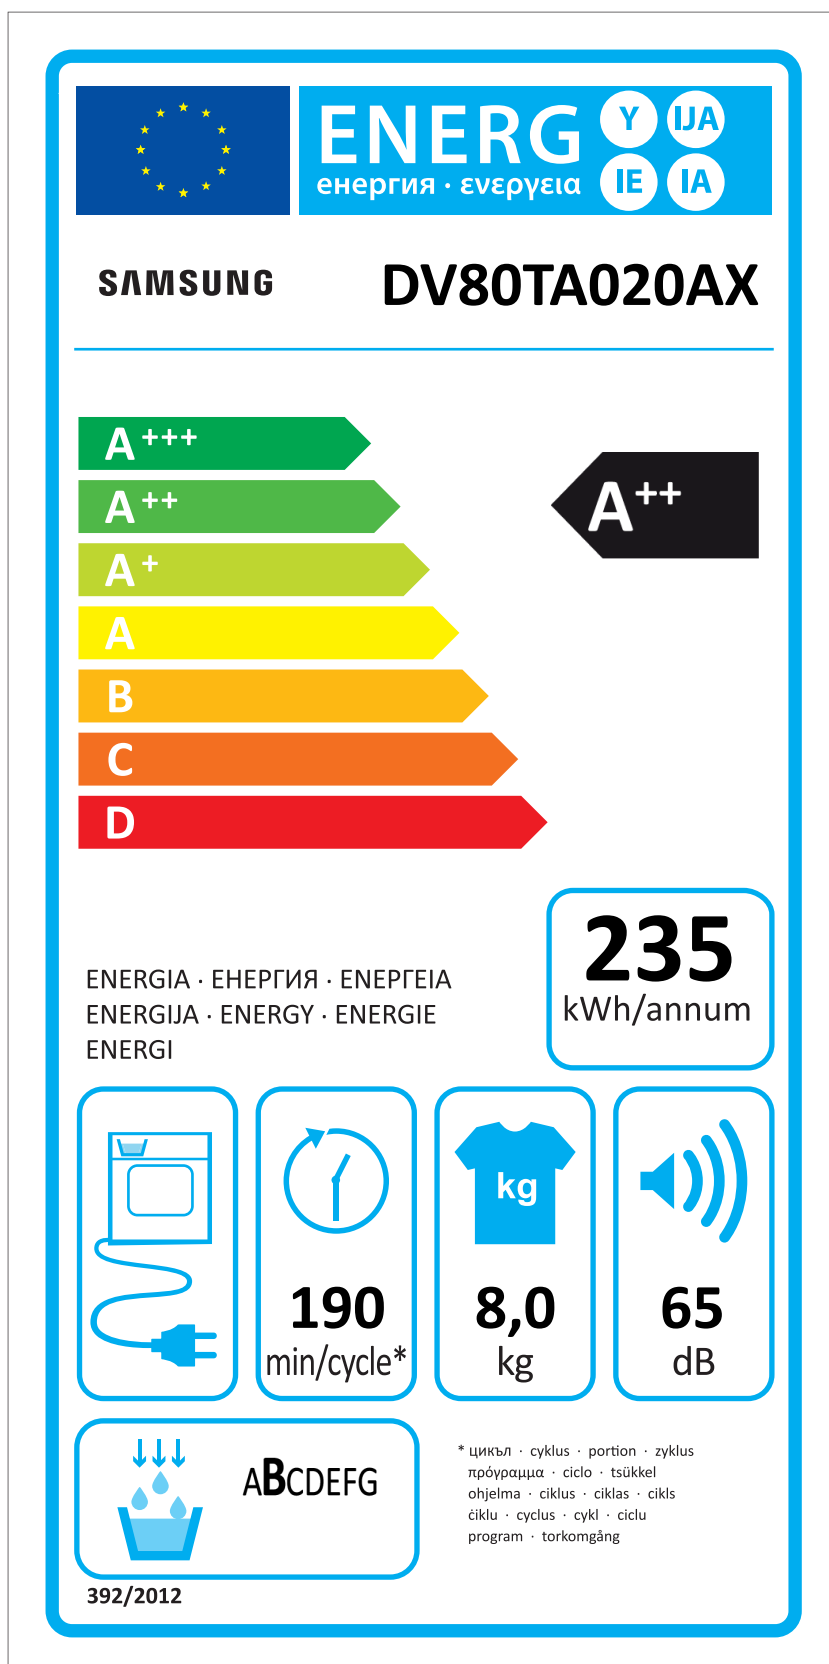 ENERG
енергия · ενεργεια
Y
IJA
IE
IA
SAMSUNG
DV80TA020AX
A+++
A++
A+
A
B
C
D
A++
235
kWh/annum
ENERGIA · ЕНЕРГИЯ · ΕΝΕΡΓΕΙΑ
ENERGIJA · ENERGY · ENERGIE
ENERGI
190
min/cycle*
kg
8,0
kg
65
dB
ABCDEFG
* цикъл · cyklus · portion · zyklus
πρόγραμμα · ciclo · tsükkel
ohjelma · ciklus · ciklas · cikls
ċiklu · cyclus · cykl · ciclu
program · torkomgång
392/2012